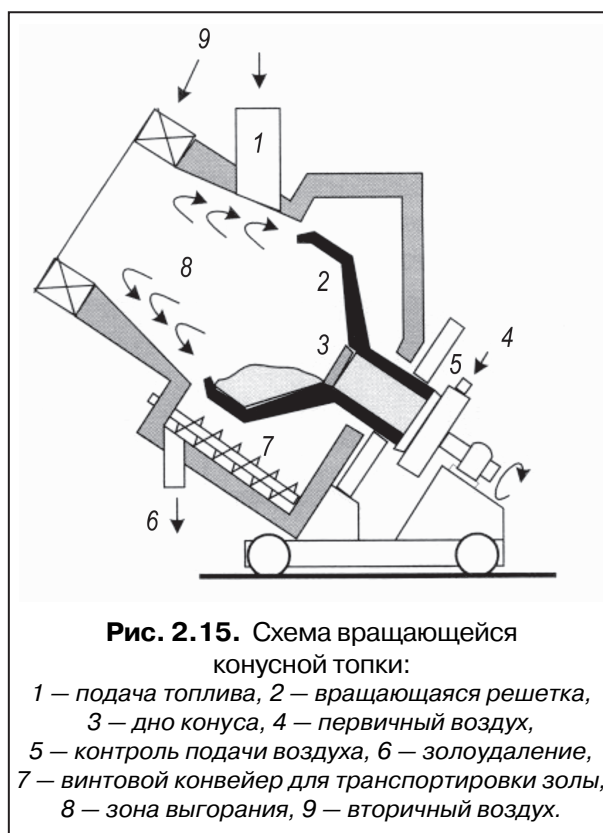 9
1
8
2
3
4
5
7
6
Рис. 2.15. Схема вращающейся
конусной топки:
1 — подача топлива, 2 — вращающаяся решетка,
3 — дно конуса, 4 — первичный воздух,
5 — контроль подачи воздуха, 6 — золоудаление,
7 — винтовой конвейер для транспортировки золы,
8 — зона выгорания, 9 — вторичный воздух.